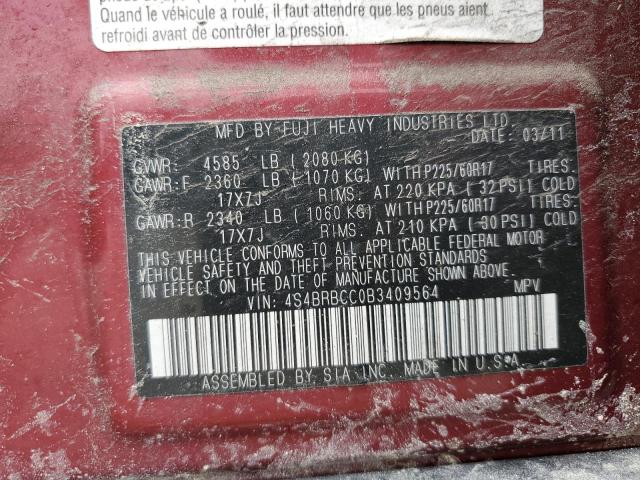 Quand le véhicule a roulé, il faut attendre que les pneus aient
refroidi avant de contrôler la pression.
MFD BY FUJI HEAVY INDUSTRIES LTD.
DATE: 03/11
GVWR: 4585 LB (2080 KG)
GAWR:F 2360 LB (1070 KG) WITH P225/60R17 TIRES.
17X7J RIMS. AT 220 KPA (32 PSI) COLD
GAWR:R 2340 LB (1060 KG) WITH P225/60R17 TIRES.
17X7J RIMS. AT 210 KPA (30 PSI) COLD
THIS VEHICLE CONFORMS TO ALL APPLICABLE FEDERAL MOTOR
VEHICLE SAFETY AND THEFT PREVENTION STANDARDS
IN EFFECT ON THE DATE OF MANUFACTURE SHOWN ABOVE.
VIN: 4S4BRBCC0B3409564 MPV
ASSEMBLED BY SIA INC. MADE IN U.S.A